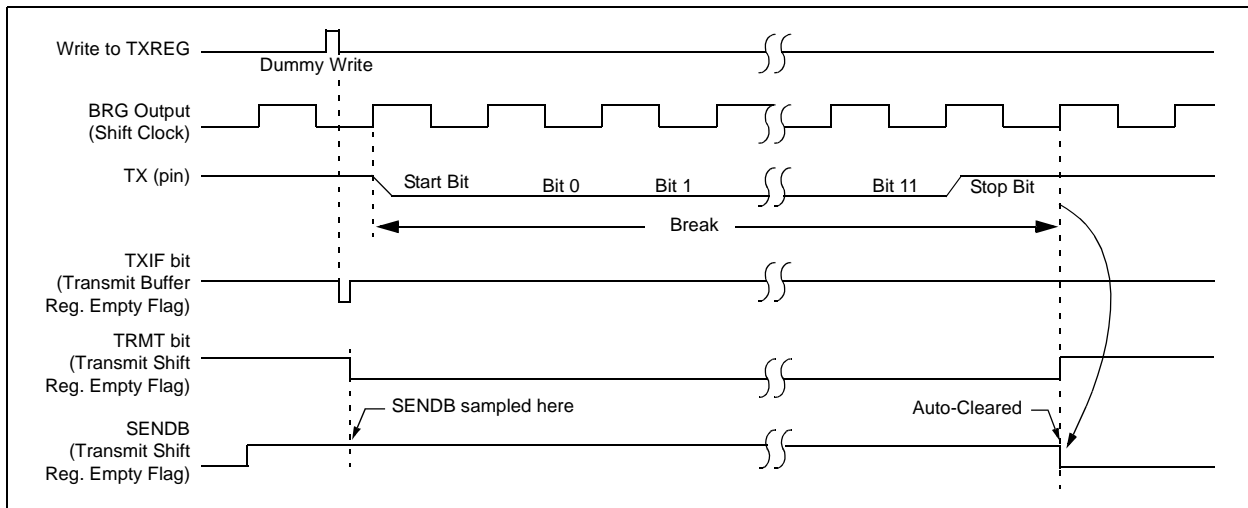 Write to TXREG
Dummy Write
BRG Output
(Shift Clock)
TX (pin)
Start Bit
Bit 0
Bit 1
Bit 11
Stop Bit
Break
TXIF bit
(Transmit Buffer
Reg. Empty Flag)
TRMT bit
(Transmit Shift
Reg. Empty Flag)
SENDB sampled here
Auto-Cleared
SENDB
(Transmit Shift
Reg. Empty Flag)